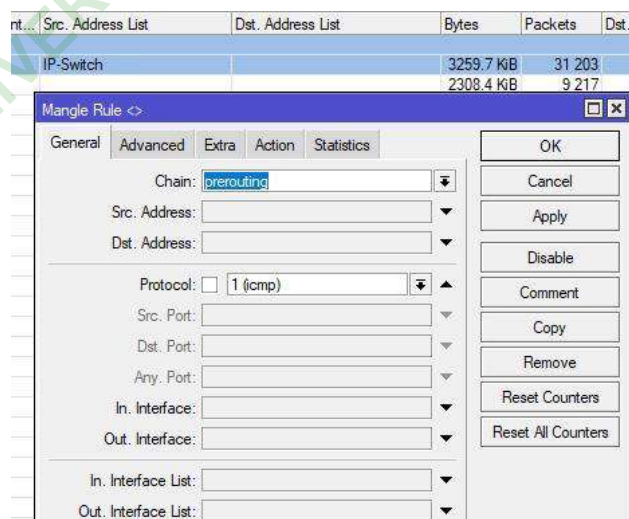 nt... Src. Address List Dst. Address List Bytes Packets Dst.
IP-Switch 3259.7 KiB 31 203
2308.4 KiB 9 217
Mangle Rule <>
General Advanced Extra Action Statistics OK
Chain: prerouting Cancel
Src. Address: Apply
Dst. Address:
Disable
Protocol: 1 (icmp) Comment
Src. Port: Copy
Dst. Port:
Remove
Any. Port:
Reset Counters
In. Interface:
Out. Interface: Reset All Counters
In. Interface List:
Out. Interface List: